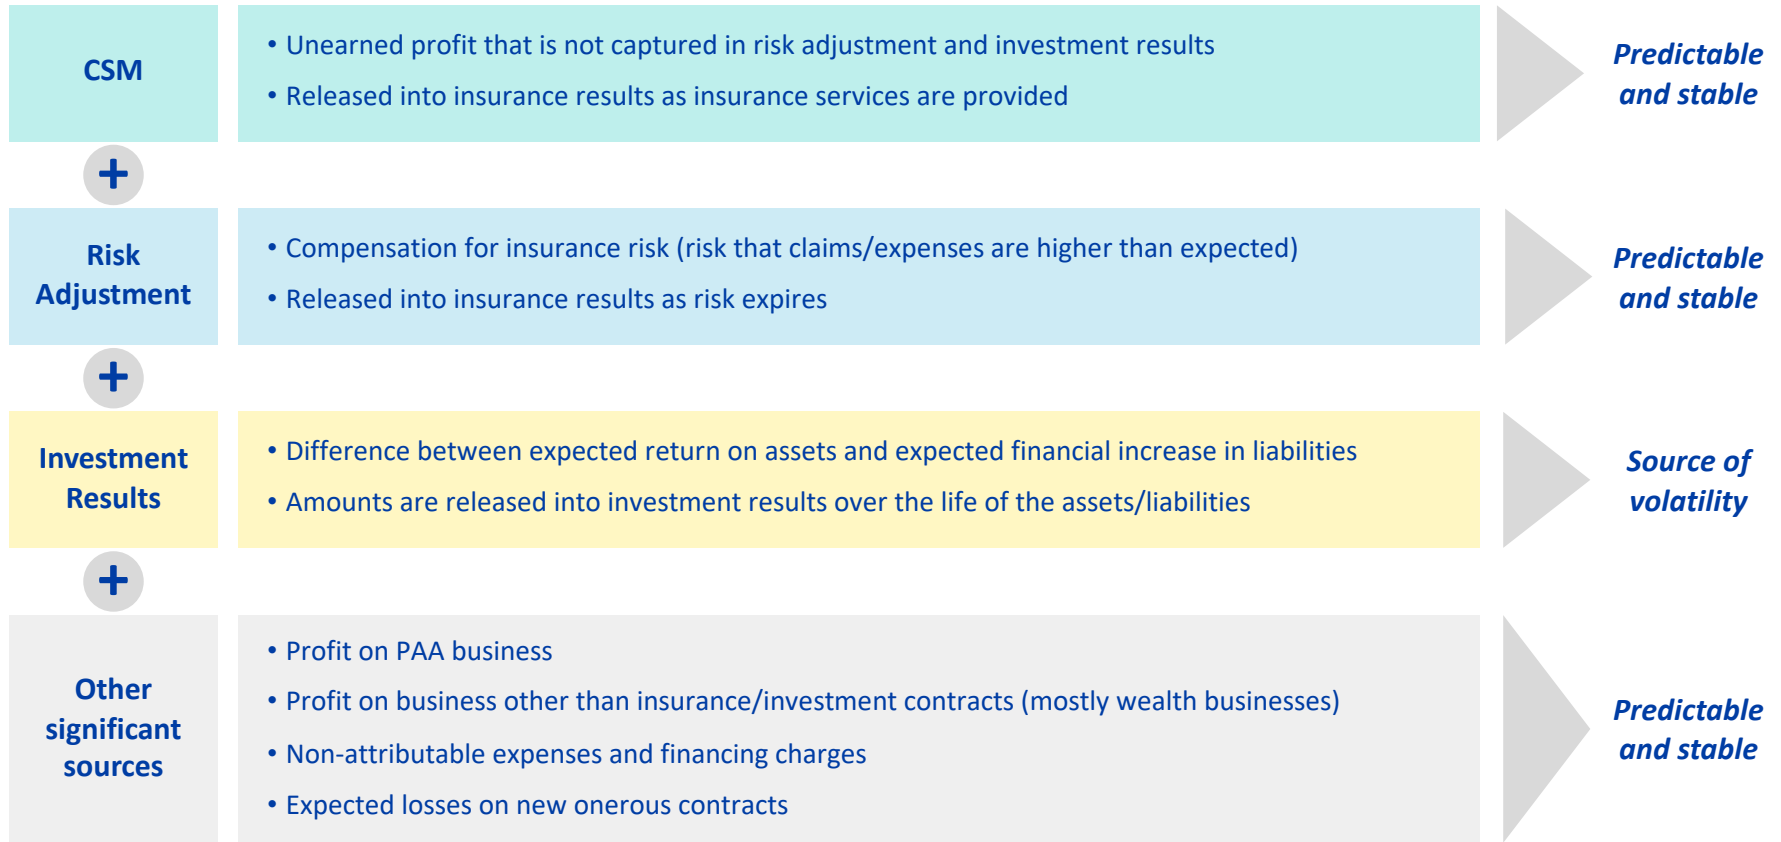 CSM
• Unearned profit that is not captured in risk adjustment and investment results
• Released into insurance results as insurance services are provided
Predictable
and stable
+
Risk
Adjustment
• Compensation for insurance risk (risk that claims/expenses are higher than expected)
• Released into insurance results as risk expires
Predictable
and stable
+
Investment
Results
• Difference between expected return on assets and expected financial increase in liabilities
• Amounts are released into investment results over the life of the assets/liabilities
Source of
volatility
+
Other
significant
sources
• Profit on PAA business
• Profit on business other than insurance/investment contracts (mostly wealth businesses)
• Non-attributable expenses and financing charges
• Expected losses on new onerous contracts
Predictable
and stable